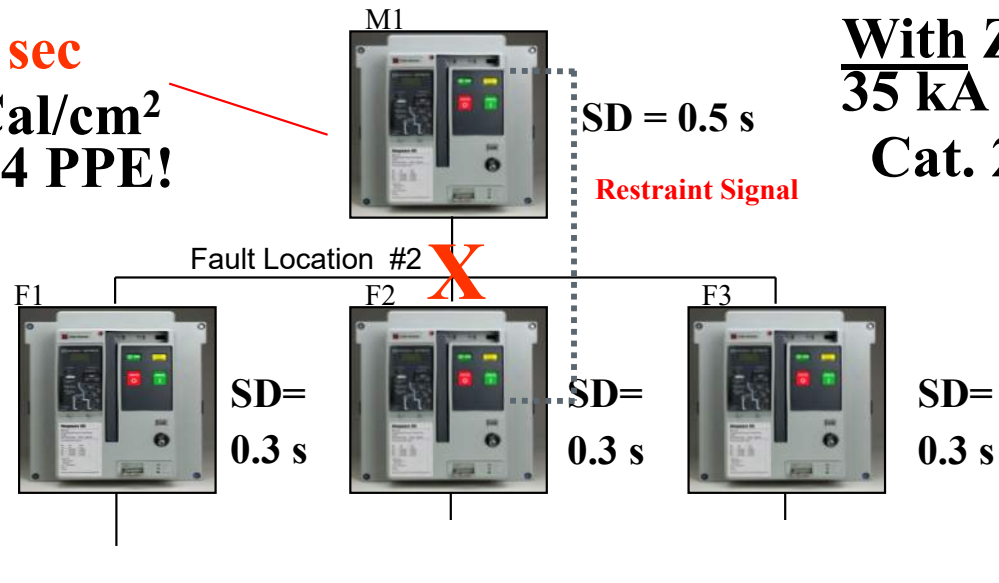 M1
sec
Cal/cm²
4 PPE!
With
35 kA
Cat. 2
SD = 0.5 s
Restraint Signal
Fault Location #2
X
F1
F2
F3
SD=
0.3 s
SD=
0.3 s
SD=
0.3 s